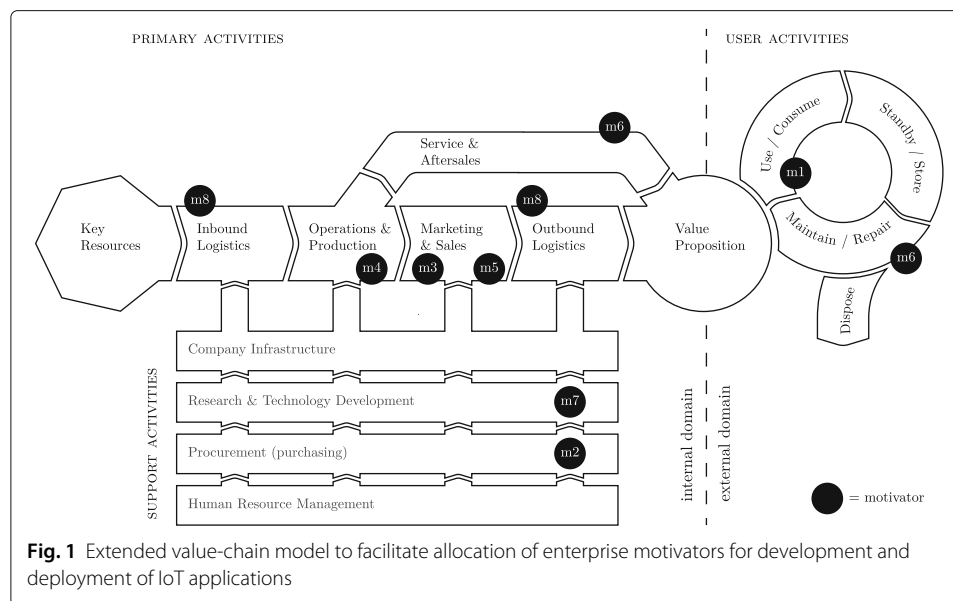 PRIMARY ACTIVITIES
USER ACTIVITIES
m6
Service &
Aftersales
Use / Consume
Standby / Store
m1
Maintain / Repair
m6
Dispose
Key
Resources
m8
Inbound
Logistics
Operations &
Production
m4
Marketing
& Sales
m3
m5
m8
Outbound
Logistics
Value
Proposition
SUPPORT ACTIVITIES
Company Infrastructure
Research & Technology Development
m7
Procurement (purchasing)
m2
Human Resource Management
internal domain
external domain
= motivator
Fig. 1 Extended value-chain model to facilitate allocation of enterprise motivators for development and
deployment of IoT applications